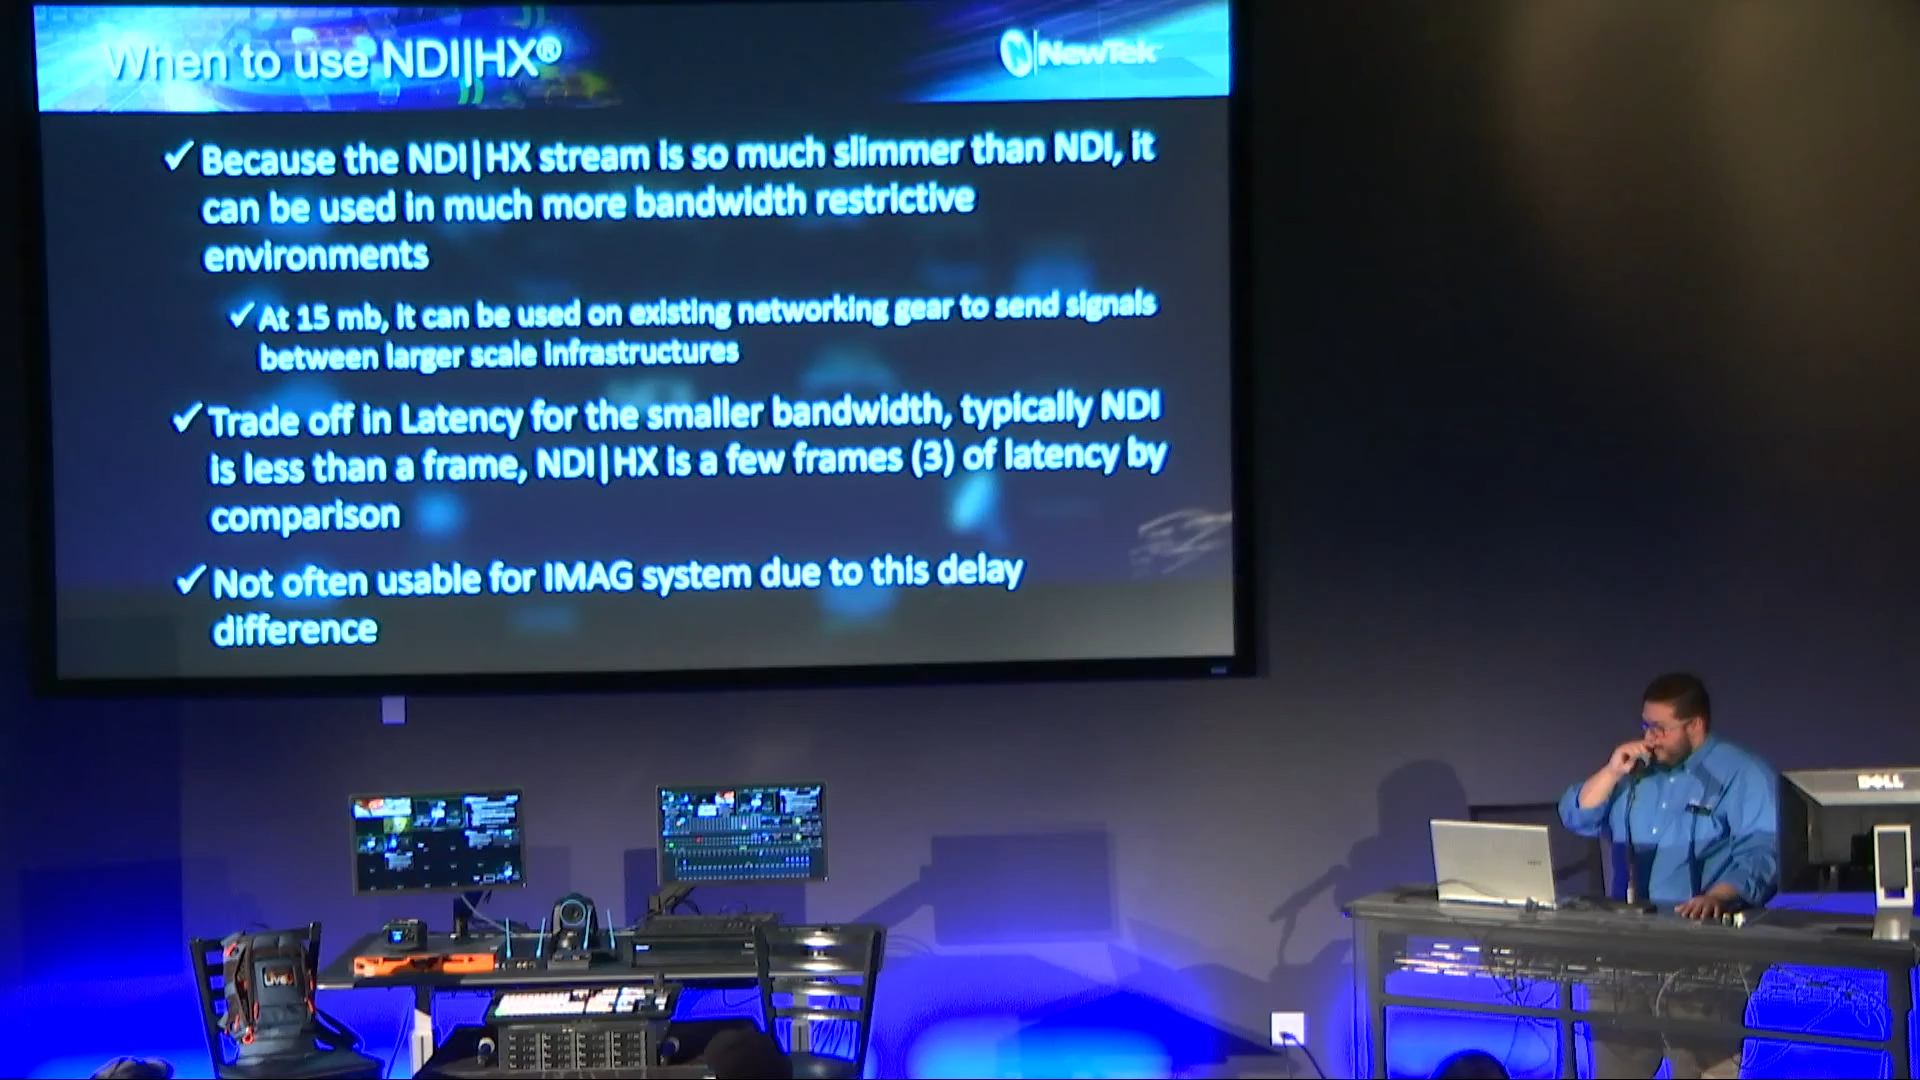 When to use NDI|HX®
N|NewTek
✓ Because the NDI|HX stream is so much slimmer than NDI, it
can be used in much more bandwidth restrictive
environments
✓ At 15 mb, it can be used on existing networking gear to send signals
between larger scale infrastructures
✓ Trade off in Latency for the smaller bandwidth, typically NDI
is less than a frame, NDI|HX is a few frames (3) of latency by
comparison
✓ Not often usable for IMAG system due to this delay
difference
DELL